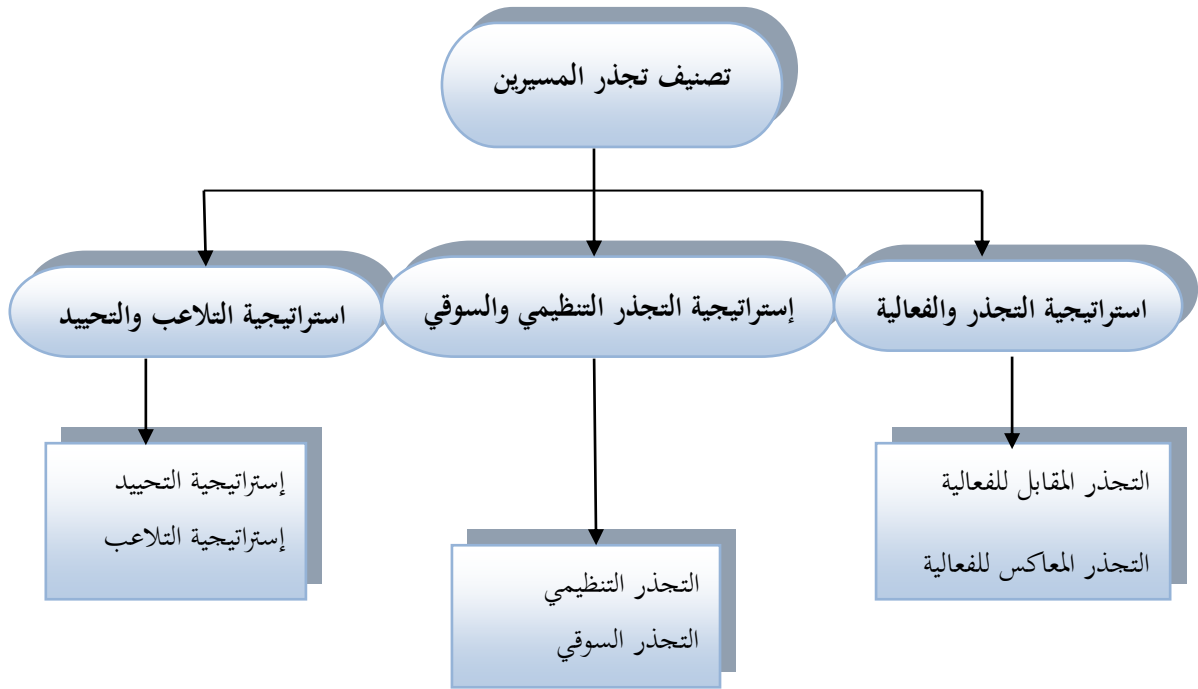 تصنيف تجذر المسيرين
استراتيجية التجذر والفعالية
إستراتيجية التجذر التنظيمي والسوقي
استراتيجية التلاعب والتحييد
التجذر المقابل للفعالية
التجذر المعاكس للفعالية
التجذر التنظيمي
التجذر السوقي
إستراتيجية التحييد
إستراتيجية التلاعب